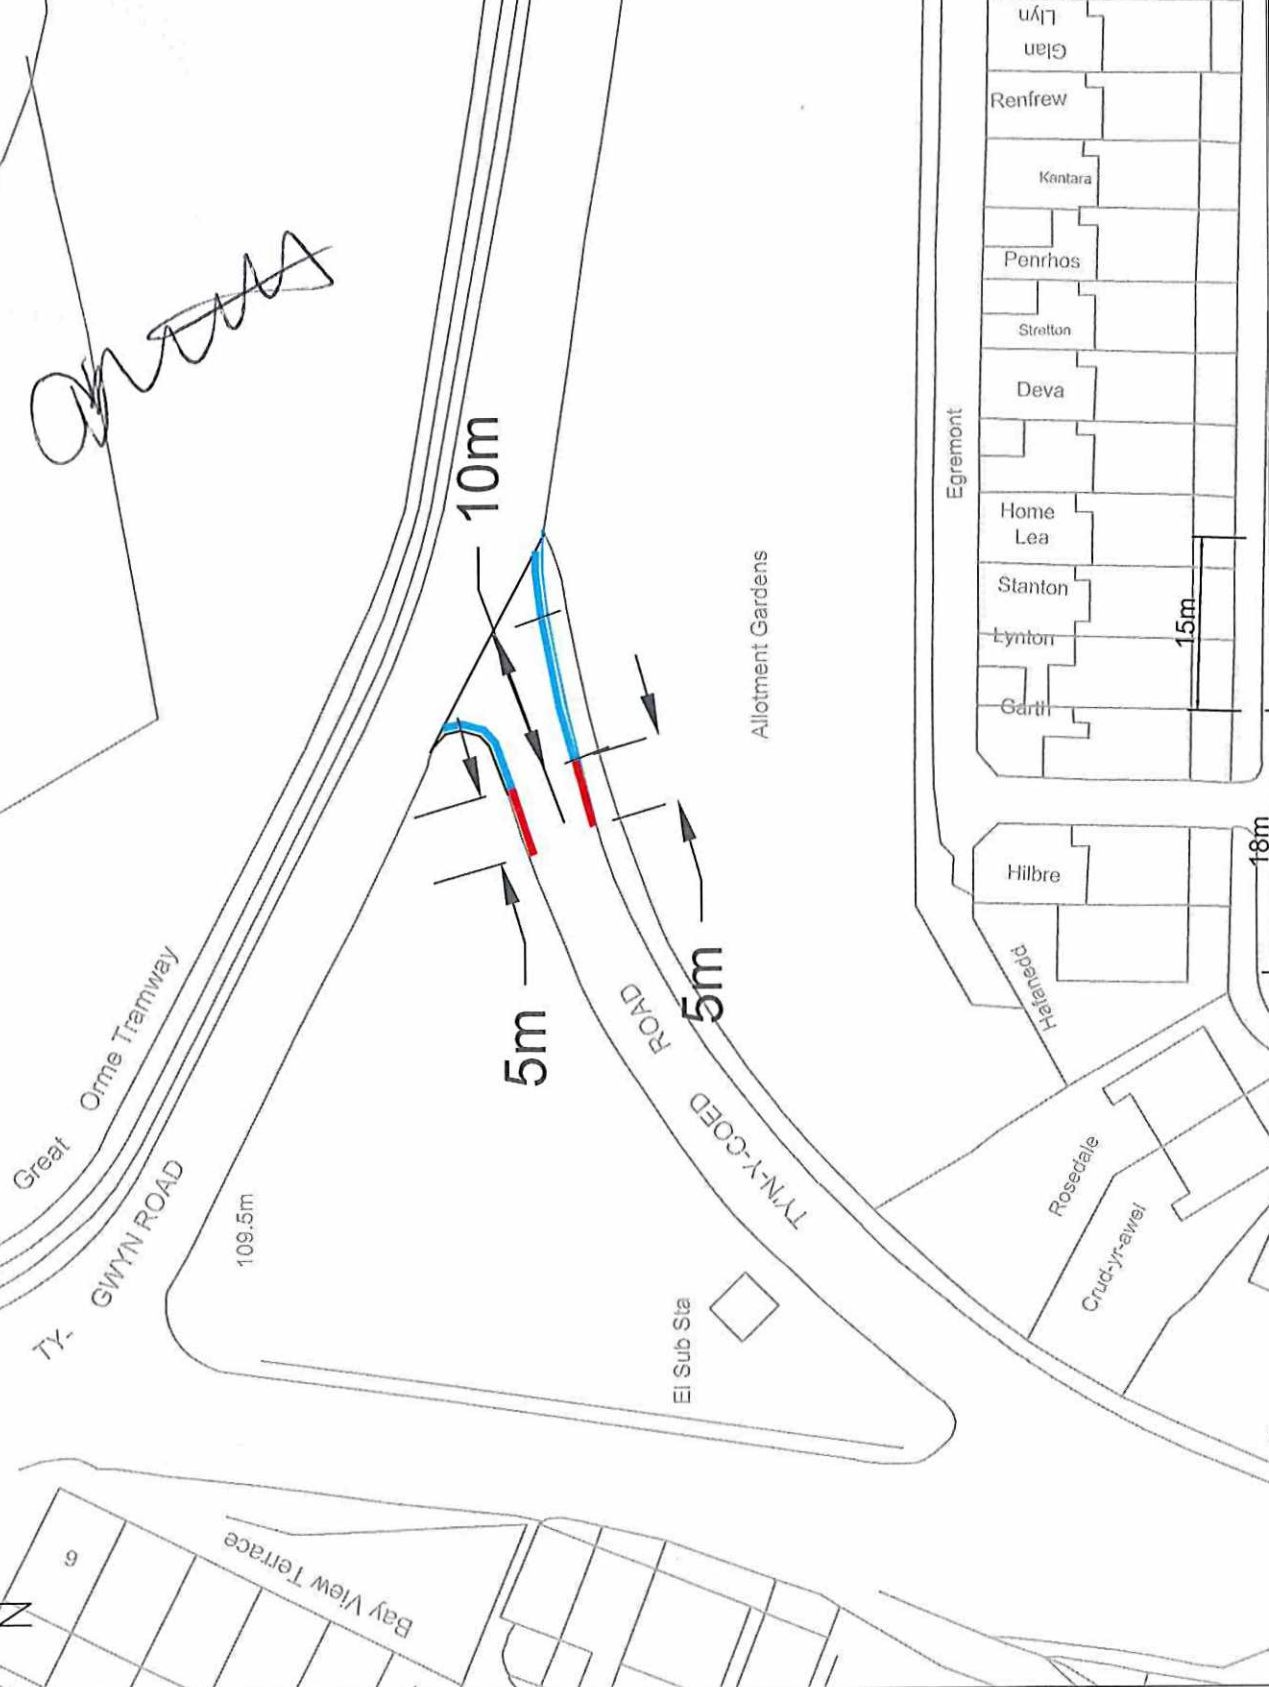 Glan
Llyn
Renfrew
Kantara
Penrhos
Stretton
Deva
Egremont
Home
Lea
Stanton
Lynton
Garth
15m
18m
Hilbre
Hafanedd
10m
Allotment Gardens
5m
5m
Great Orme Tramway
TY-GWYN ROAD
109.5m
TY'N-Y-COED ROAD
Rosedale
Crud-yr-awel
El Sub Sta
Bay View Terrace
6
N